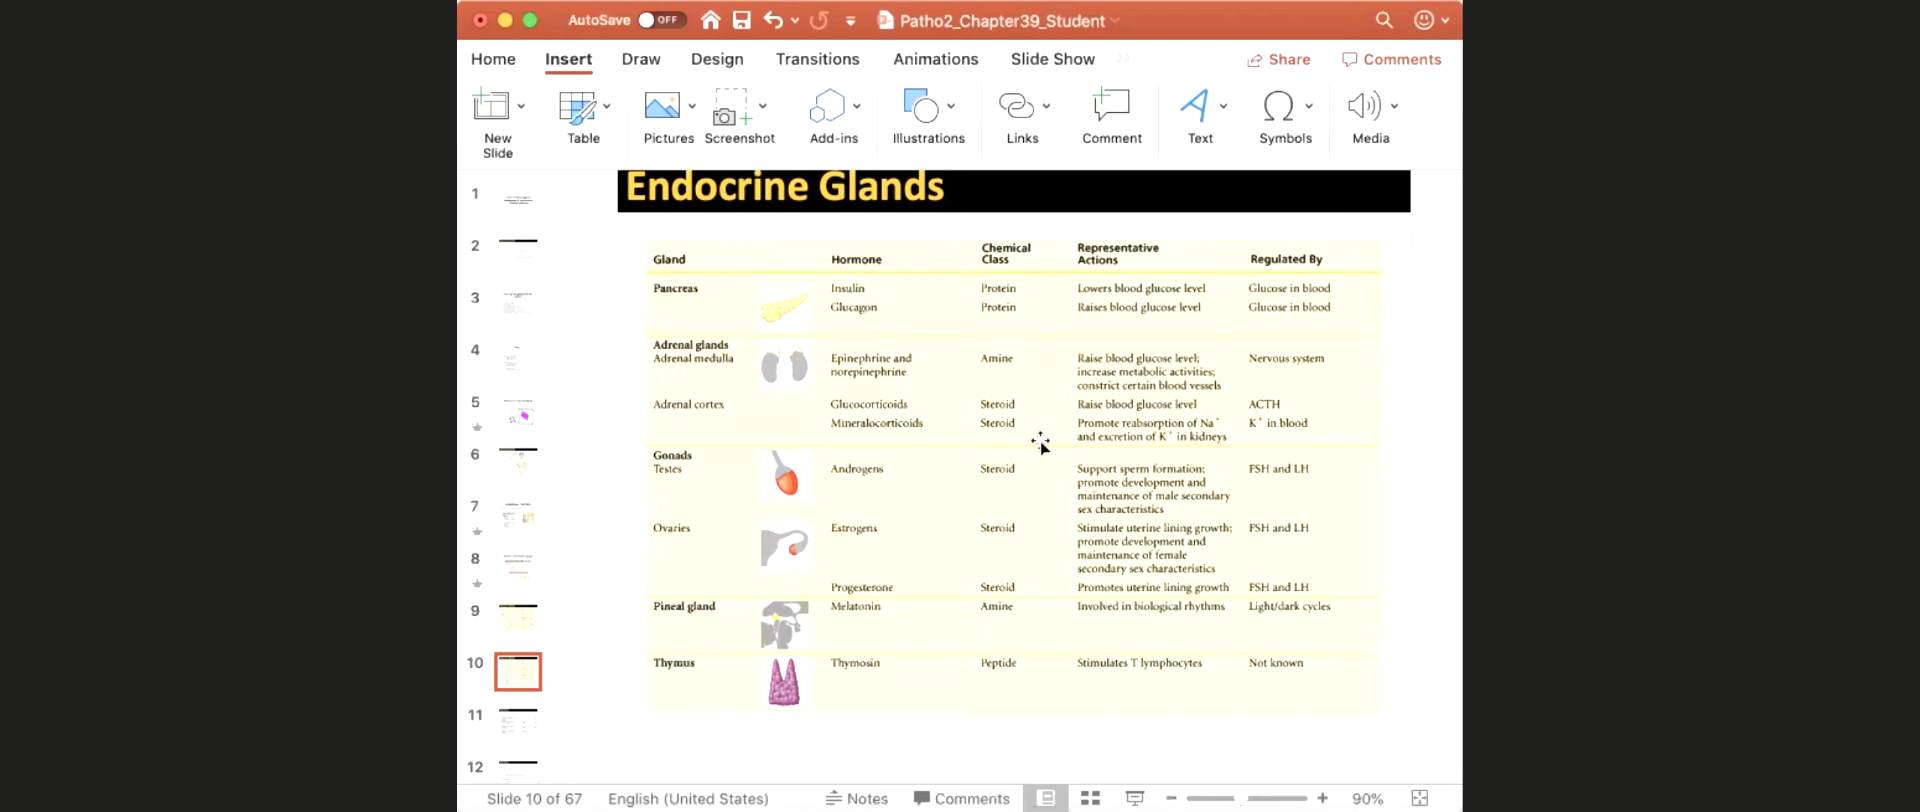 AutoSave OFF Patho2_Chapter39_Student
Home Insert Draw Design Transitions Animations Slide Show Share Comments
New Slide Table Pictures Screenshot Add-ins Illustrations Links Comment Text Symbols Media
Endocrine Glands
Gland Hormone Chemical Class Representative Actions Regulated By
Pancreas Insulin Protein Lowers blood glucose level Glucose in blood
Glucagon Protein Raises blood glucose level Glucose in blood
Adrenal glands
Adrenal medulla Epinephrine and norepinephrine Amine Raise blood glucose level; increase metabolic activities; constrict certain blood vessels Nervous system
Adrenal cortex Glucocorticoids Steroid Raise blood glucose level ACTH
Mineralocorticoids Steroid Promote reabsorption of Na+ and excretion of K+ in kidneys K+ in blood
Gonads
Testes Androgens Steroid Support sperm formation; promote development and maintenance of male secondary sex characteristics FSH and LH
Ovaries Estrogens Steroid Stimulate uterine lining growth; promote development and maintenance of female secondary sex characteristics FSH and LH
Progesterone Steroid Promotes uterine lining growth FSH and LH
Pineal gland Melatonin Amine Involved in biological rhythms Light/dark cycles
Thymus Thymosin Peptide Stimulates T lymphocytes Not known
1
2
3
4
5
6
7
8
9
10
11
12
Slide 10 of 67 English (United States) Notes Comments 90%